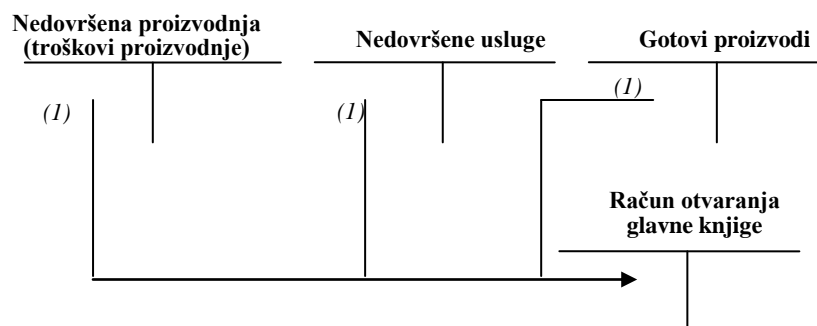 Nedovršena proizvodnja
(troškovi proizvodnje)
Nedovršene usluge
Gotovi proizvodi
(1)
(1)
(1)
Račun otvaranja
glavne knjige